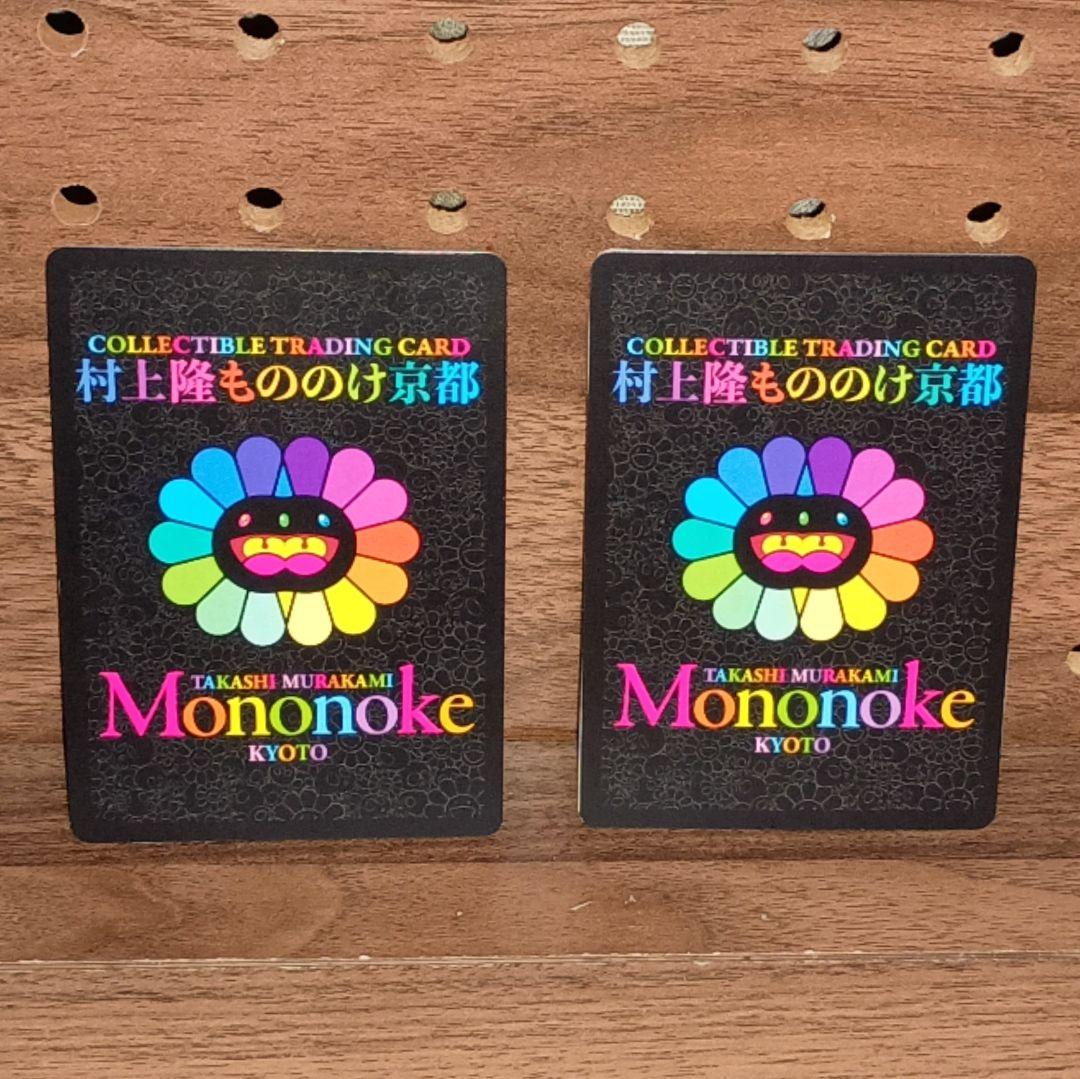 COLLECTIBLE TRADING CARD
村上隆もののけ京都
TAKASHI MURAKAMI
Mononoke
KYOTO
COLLECTIBLE TRADING CARD
村上隆もののけ京都
TAKASHI MURAKAMI
Mononoke
KYOTO